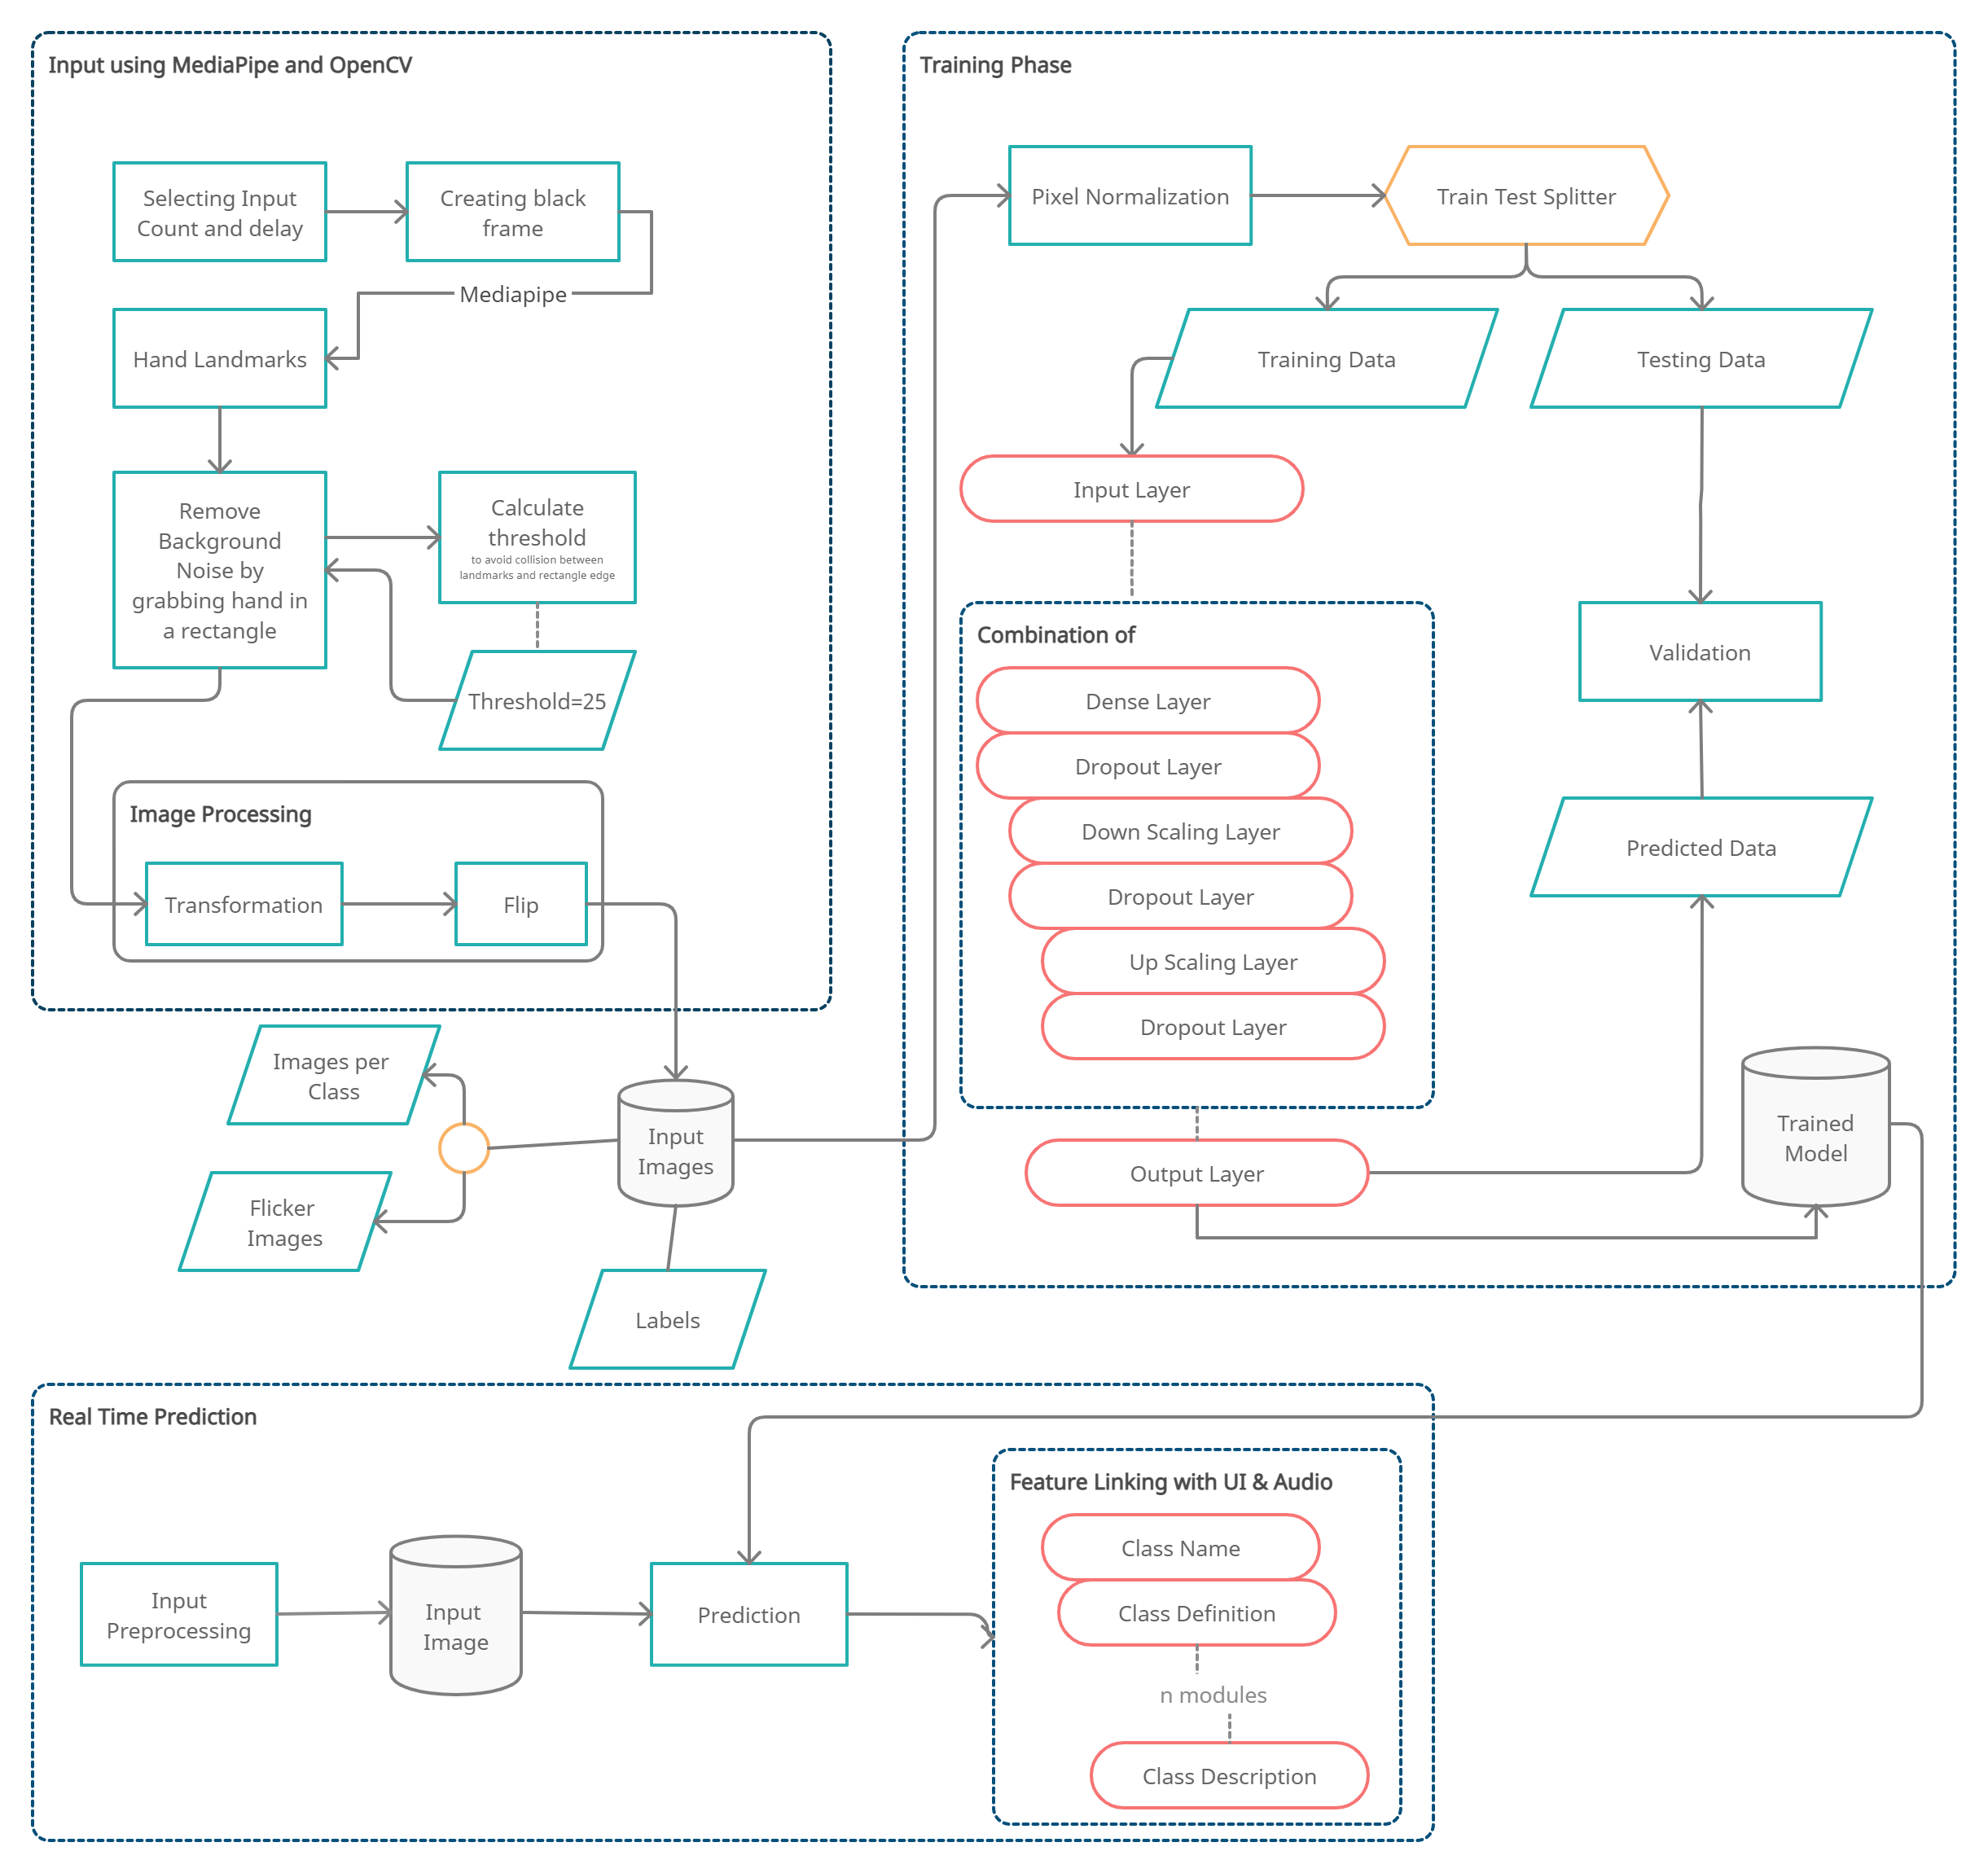 Input using MediaPipe and OpenCV
Selecting Input
Count and delay
Creating black
frame
Mediapipe
Hand Landmarks
Remove
Background
Noise by
grabbing hand in
a rectangle
Calculate
threshold
to avoid collision between
landmarks and rectangle edge
Threshold=25
Image Processing
Transformation
Flip
Images per
Class
Flicker
Images
Input
Images
Labels
Training Phase
Pixel Normalization
Train Test Splitter
Training Data
Testing Data
Input Layer
Combination of
Dense Layer
Dropout Layer
Down Scaling Layer
Dropout Layer
Up Scaling Layer
Dropout Layer
Output Layer
Validation
Predicted Data
Trained
Model
Real Time Prediction
Input
Preprocessing
Input
Image
Prediction
Feature Linking with UI & Audio
Class Name
Class Definition
n modules
Class Description